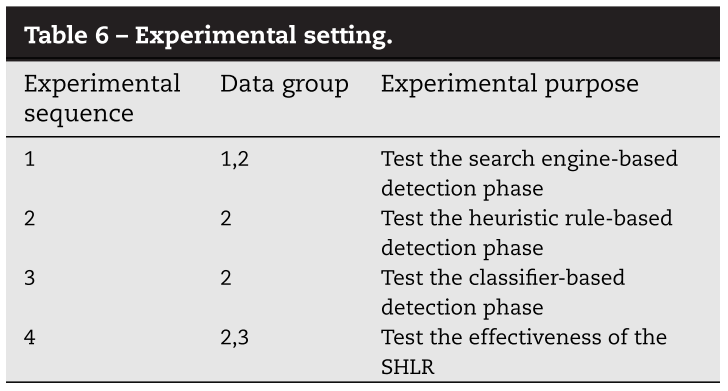 Table 6 – Experimental setting.
Experimental sequence Data group Experimental purpose
1 1,2 Test the search engine-based detection phase
2 2 Test the heuristic rule-based detection phase
3 2 Test the classifier-based detection phase
4 2,3 Test the effectiveness of the SHLR